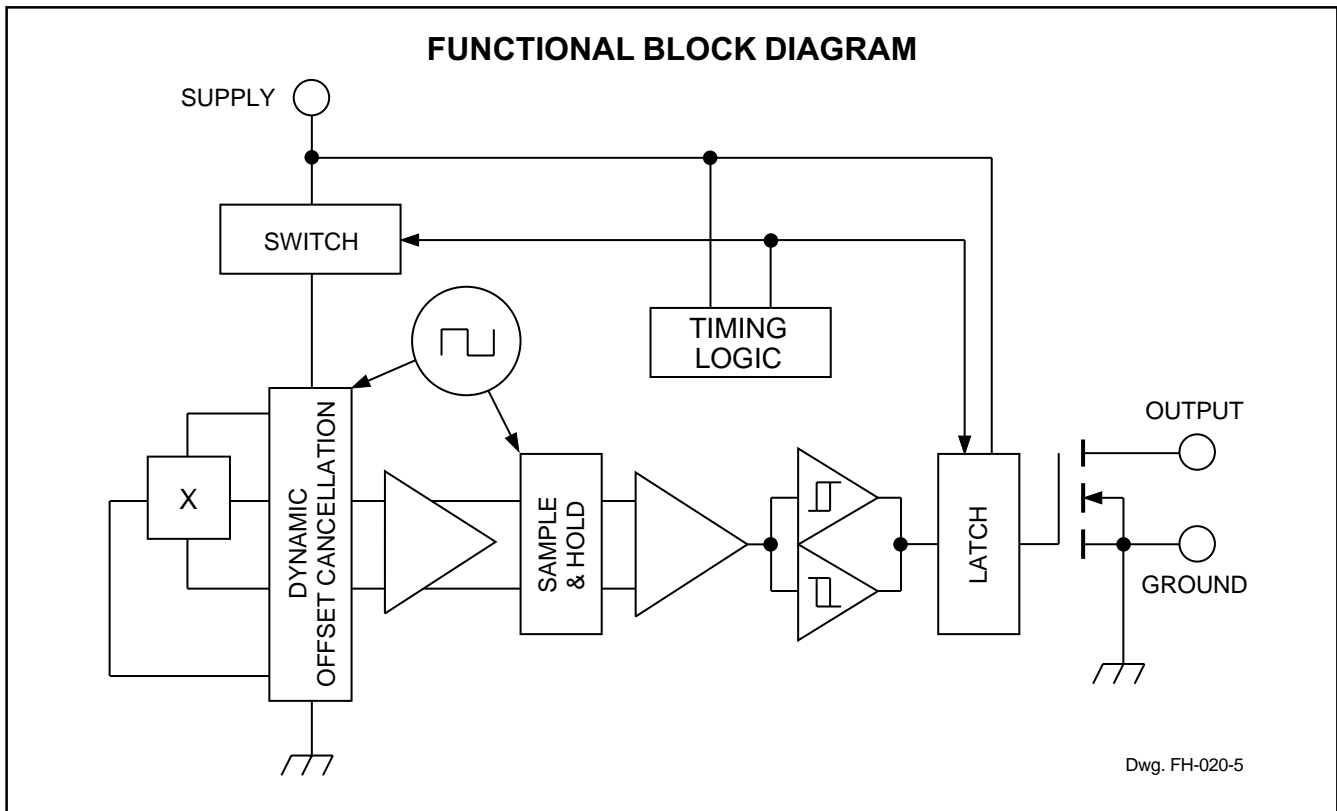 FUNCTIONAL BLOCK DIAGRAM
SUPPLY
SWITCH
TIMING
LOGIC
X
DYNAMIC
OFFSET CANCELLATION
SAMPLE
& HOLD
LATCH
OUTPUT
GROUND
Dwg. FH-020-5